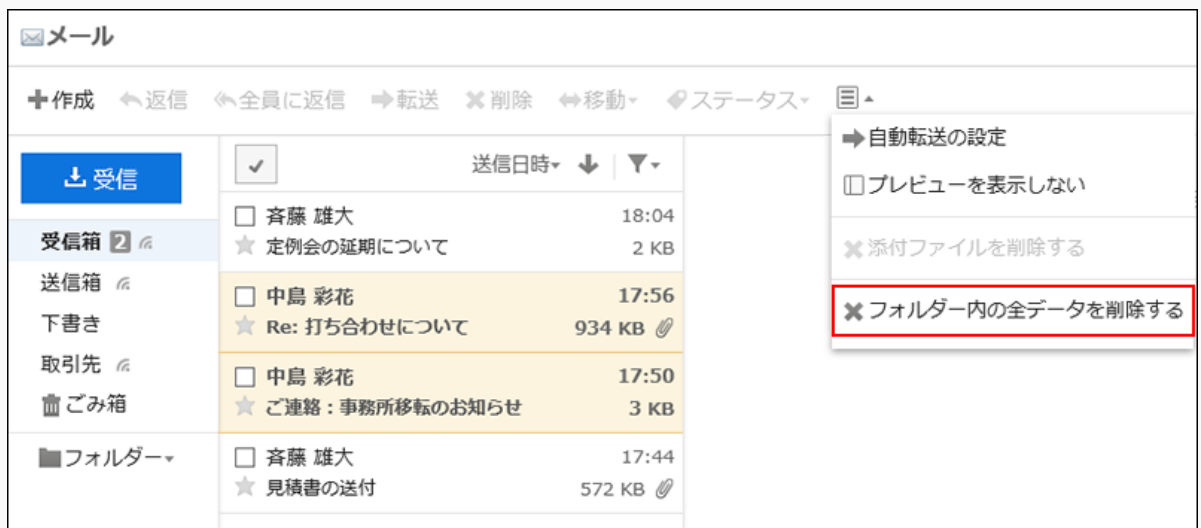 メール
作成 返信 全員に返信 転送 削除 移動 ステータス
自動転送の設定
プレビューを表示しない
添付ファイルを削除する
フォルダー内の全データを削除する
受信
受信箱 2
送信箱
下書き
取引先
ごみ箱
フォルダー
送信日時
斉藤 雄大 18:04
定例会の延期について 2 KB
中島 彩花 17:56
Re: 打ち合わせについて 934 KB
中島 彩花 17:50
ご連絡：事務所移転のお知らせ 3 KB
斉藤 雄大 17:44
見積書の送付 572 KB